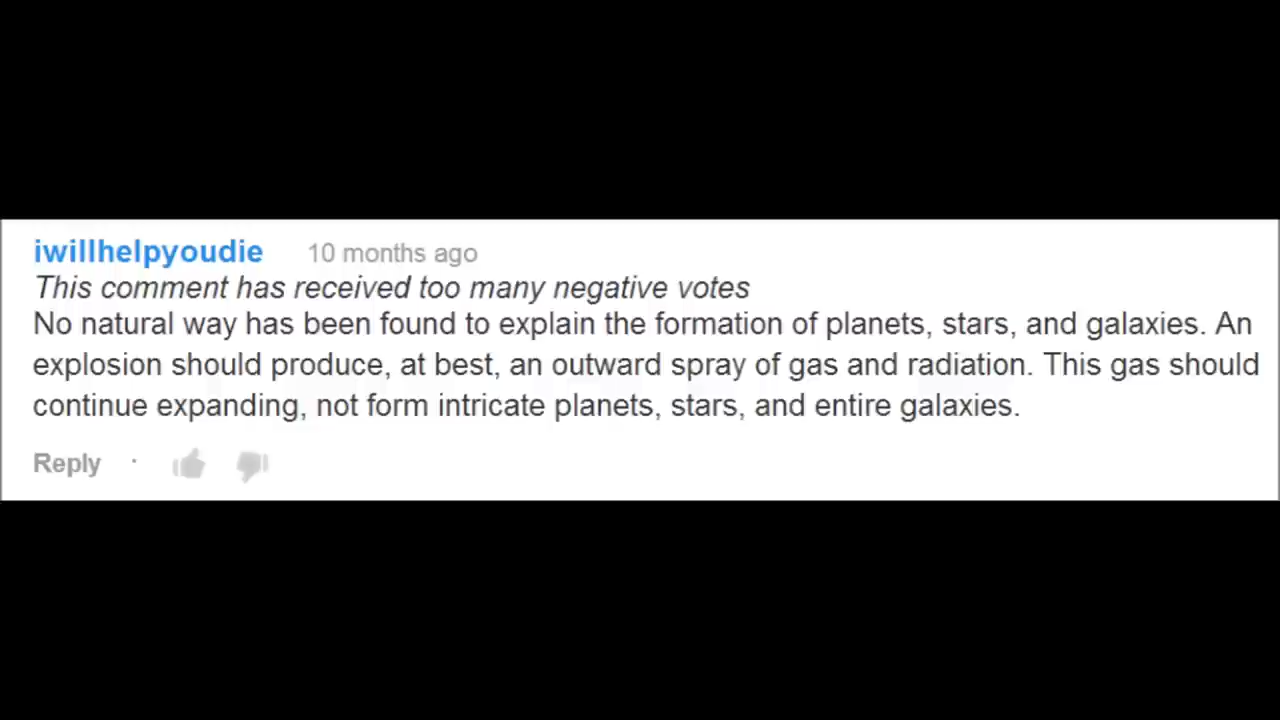 iwillhelpyoudie 10 months ago
This comment has received too many negative votes
No natural way has been found to explain the formation of planets, stars, and galaxies. An
explosion should produce, at best, an outward spray of gas and radiation. This gas should
continue expanding, not form intricate planets, stars, and entire galaxies.
Reply ·